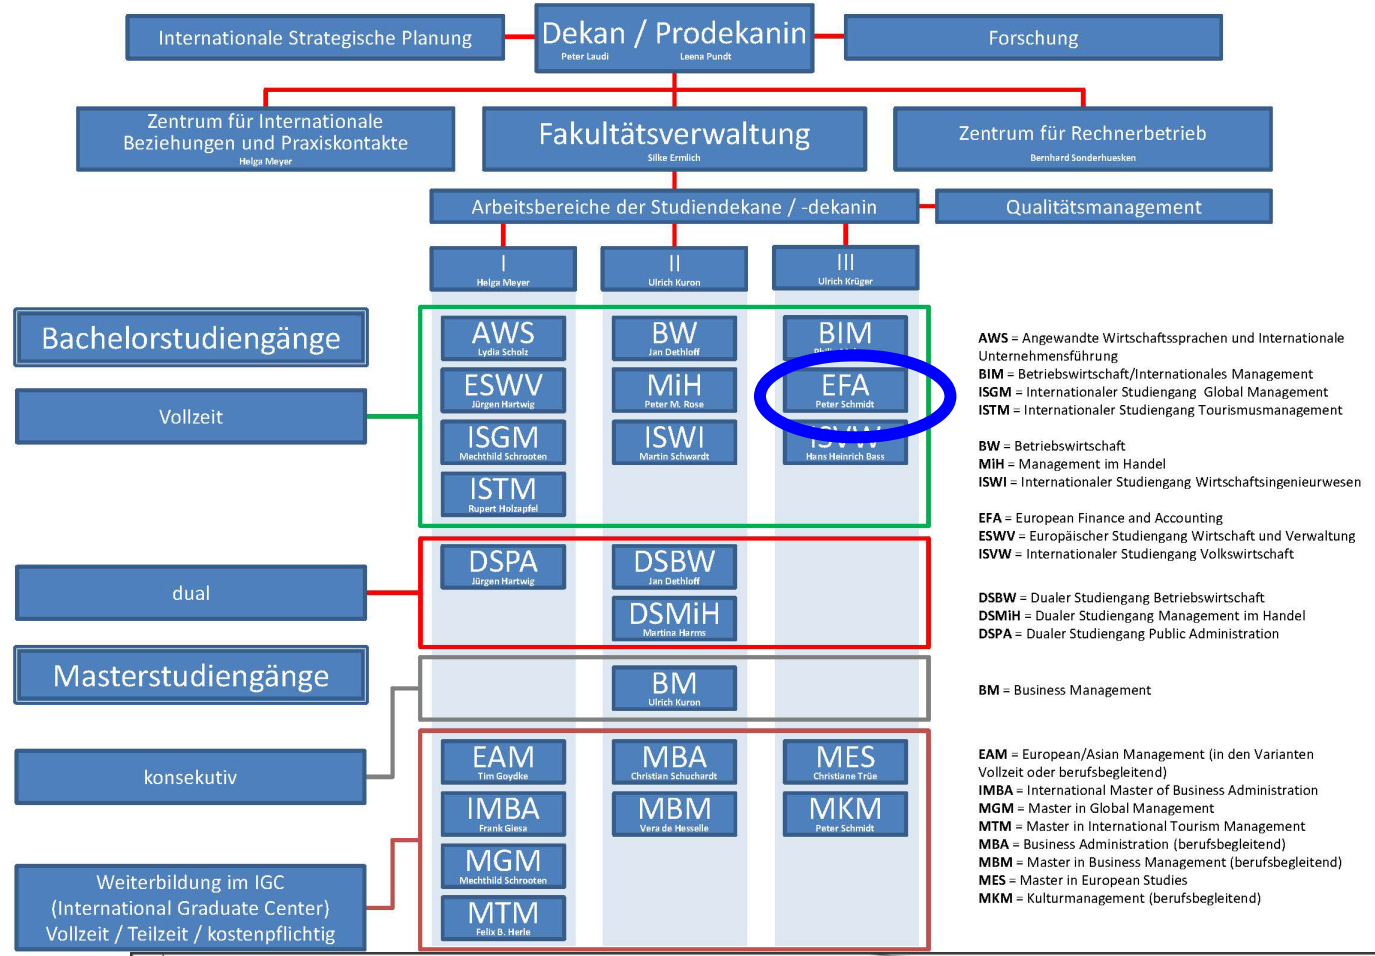 Internationale Strategische Planung
Dekan / Prodekanin
Peter Laudi Leena Pundt
Forschung
Zentrum für Internationale
Beziehungen und Praxiskontakte
Helga Meyer
Fakultätsverwaltung
Silke Ermlich
Zentrum für Rechnerbetrieb
Bernhard Sonderhuesken
Arbeitsbereiche der Studiendekane / -dekanin
Qualitätsmanagement
I
Helga Meyer
II
Ulrich Kuron
III
Ulrich Krüger
Bachelorstudiengänge
Vollzeit
AWS
Lydia Scholz
BW
Jan Dethloff
BIM
ESWV
Jürgen Hartwig
MiH
Peter M. Rose
EFA
Peter Schmidt
ISGM
Mechthild Schrooten
ISWI
Martin Schwardt
ISVW
Hans Heinrich Bass
ISTM
Rupert Holzapfel
dual
DSPA
Jürgen Hartwig
DSBW
Jan Dethloff
DSMiH
Martina Harms
Masterstudiengänge
konsekutiv
BM
Ulrich Kuron
EAM
Tim Goydke
MBA
Christian Schuchardt
MES
Christiane Trüe
IMBA
Frank Giesa
MBM
Vera de Hesselle
MKM
Peter Schmidt
MGM
Mechthild Schrooten
MTM
Felix B. Herle
Weiterbildung im IGC
(International Graduate Center)
Vollzeit / Teilzeit / kostenpflichtig
AWS = Angewandte Wirtschaftssprachen und Internationale
Unternehmensführung
BIM = Betriebswirtschaft/Internationales Management
ISGM = Internationaler Studiengang Global Management
ISTM = Internationaler Studiengang Tourismusmanagement
BW = Betriebswirtschaft
MiH = Management im Handel
ISWI = Internationaler Studiengang Wirtschaftsingenieurwesen
EFA = European Finance and Accounting
ESWV = Europäischer Studiengang Wirtschaft und Verwaltung
ISVW = Internationaler Studiengang Volkswirtschaft
DSBW = Dualer Studiengang Betriebswirtschaft
DSMiH = Dualer Studiengang Management im Handel
DSPA = Dualer Studiengang Public Administration
BM = Business Management
EAM = European/Asian Management (in den Varianten
Vollzeit oder berufsbegleitend)
IMBA = International Master of Business Administration
MGM = Master in Global Management
MTM = Master in International Tourism Management
MBA = Business Administration (berufsbegleitend)
MBM = Master in Business Management (berufsbegleitend)
MES = Master in European Studies
MKM = Kulturmanagement (berufsbegleitend)